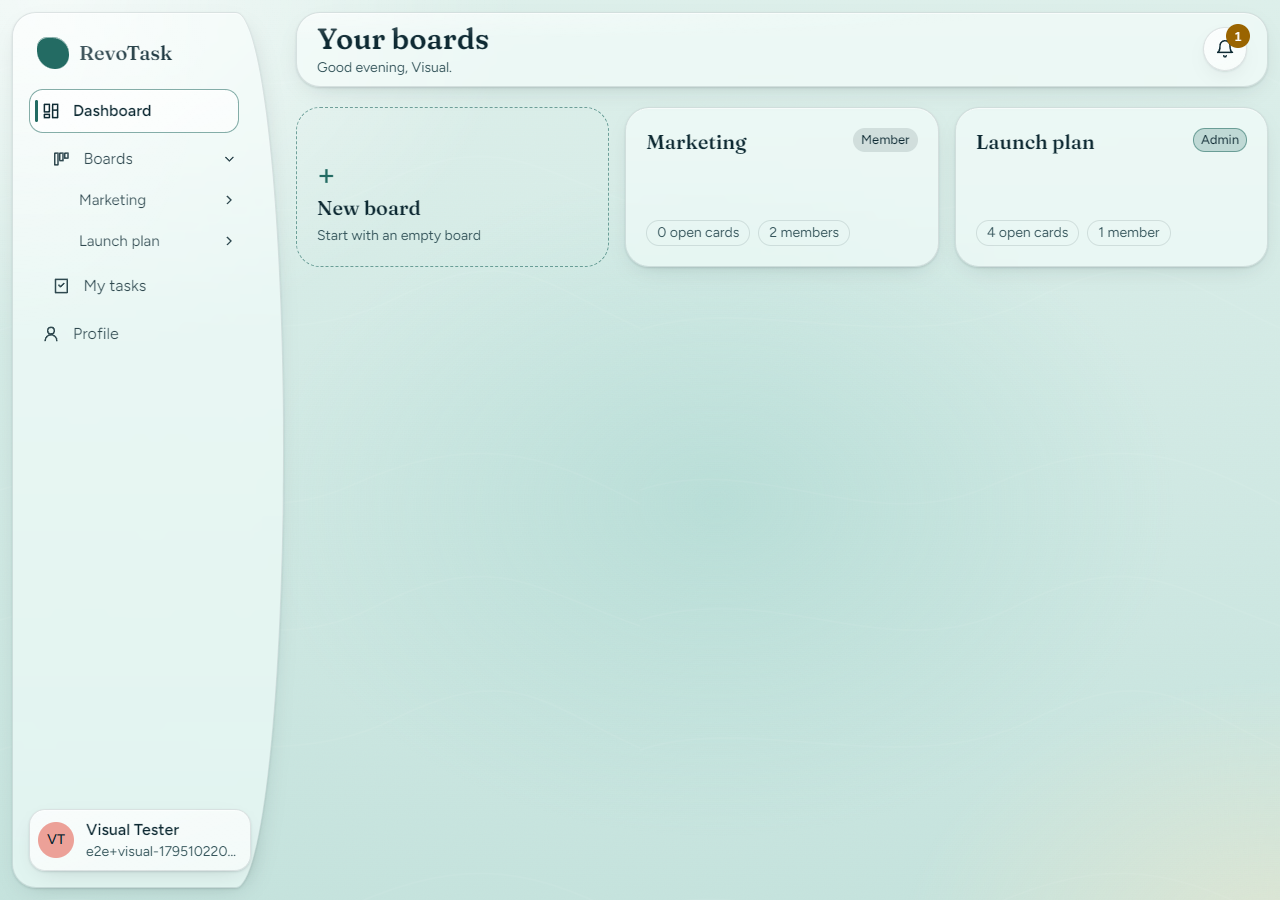 RevoTask
Dashboard
Boards
Marketing
Launch plan
My tasks
Profile
VT
Visual Tester
e2e+visual-179510220...
Your boards
Good evening, Visual.
1
+
New board
Start with an empty board
Marketing
Member
0 open cards
2 members
Launch plan
Admin
4 open cards
1 member